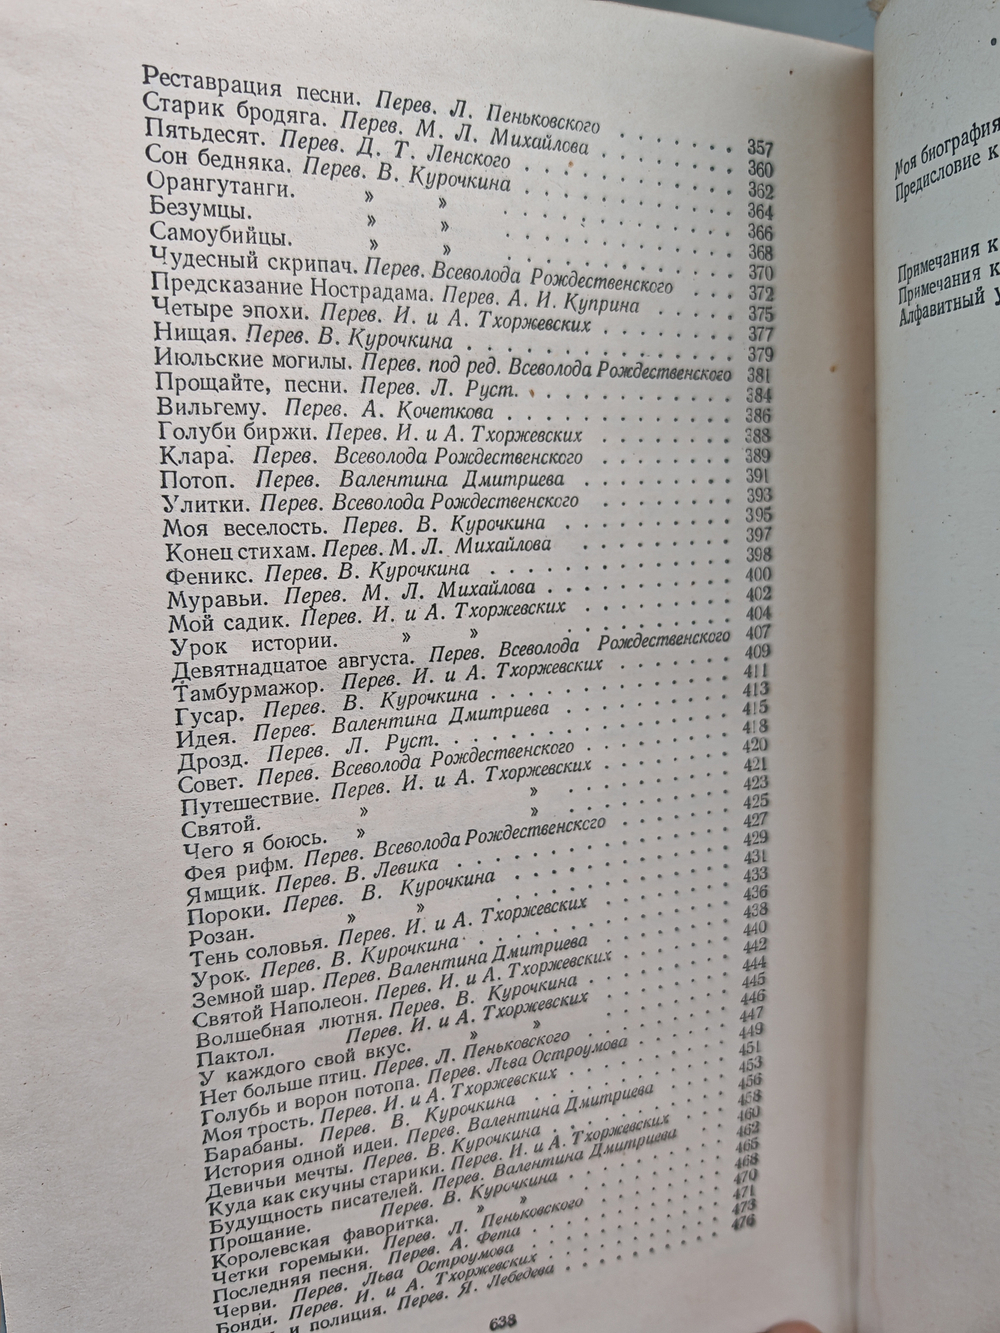 Реставрация песни. Перев. Л. Пеньковского . . . . . . 357
Старик бродяга. Перев. М. Л. Михайлова . . . . . . 360
Пятьдесят. Перев. Д. Т. Ленского . . . . . . 362
Сон бедняка. Перев. В. Курочкина . . . . . . 364
Орангутанги. » » . . . . . . 366
Безумцы. » » . . . . . . 368
Самоубийцы. » » . . . . . . 370
Чудесный скрипач. Перев. Всеволода Рождественского . . . 372
Предсказание Нострадама. Перев. А. И. Куприна . . . . 375
Четыре эпохи. Перев. И. и А. Тхоржевских . . . . . . 377
Нищая. Перев. В. Курочкина . . . . . . 379
Июльские могилы. Перев. под ред. Всеволода Рождественского 381
Прощайте, песни. Перев. Л. Руст. . . . . . . 384
Вильгему. Перев. А. Кочеткова . . . . . . 386
Голуби биржи. Перев. И. и А. Тхоржевских . . . . . . 388
Клара. Перев. Всеволода Рождественского . . . . . . 389
Потоп. Перев. Валентина Дмитриева . . . . . . 391
Улитки. Перев. Всеволода Рождественского . . . . . . 393
Моя веселость. Перев. В. Курочкина . . . . . . 395
Конец стихам. Перев. М. Л. Михайлова . . . . . . 397
Феникс. Перев. В. Курочкина . . . . . . 398
Муравьи. Перев. М. Л. Михайлова . . . . . . 400
Мой садик. Перев. И. и А. Тхоржевских . . . . . . 402
Урок истории. » » . . . . . . 404
Девятнадцатое августа. Перев. Всеволода Рождественского 407
Тамбурмажор. Перев. И. и А. Тхоржевских . . . . . . 409
Гусар. Перев. В. Курочкина . . . . . . 411
Идея. Перев. Валентина Дмитриева . . . . . . 413
Дрозд. Перев. Л. Руст. . . . . . . 415
Совет. Перев. Всеволода Рождественского . . . . . . 418
Путешествие. Перев. И. и А. Тхоржевских . . . . . . 420
Святой. » » . . . . . . 421
Чего я боюсь. » » . . . . . . 423
Фея рифм. Перев. Всеволода Рождественского . . . . . . 425
Ямщик. Перев. В. Левика . . . . . . 427
Пороки. Перев. В. Курочкина . . . . . . 429
Розан. » » . . . . . . 431
Тень соловья. Перев. И. и А. Тхоржевских . . . . . . 433
Урок. Перев. В. Курочкина . . . . . . 436
Земной шар. Перев. Валентина Дмитриева . . . . . . 438
Святой Наполеон. Перев. И. и А. Тхоржевских . . . . . . 440
Волшебная лютня. Перев. В. Курочкина . . . . . . 442
Пактол. Перев. И. и А. Тхоржевских . . . . . . 444
У каждого свой вкус. » » . . . . . . 445
Нет больше птиц. Перев. Л. Пеньковского . . . . . . 446
Голубь и ворон потопа. Перев. Льва Остроумова . . . . . 447
Моя трость. Перев. И. и А. Тхоржевских . . . . . . 449
Барабаны. Перев. В. Курочкина . . . . . . 451
История одной идеи. Перев. Валентина Дмитриева . . . . 453
Девичьи мечты. Перев. В. Курочкина . . . . . . 456
Куда как скучны старики. Перев. И. и А. Тхоржевских . . . 458
Будущность писателей. Перев. Валентина Дмитриева . . 460
Прощание. Перев. В. Курочкина . . . . . . 462
Королевская фаворитка. » » . . . . . . 465
Четки горемыки. Перев. Л. Пеньковского . . . . . . 468
Последняя песня. Перев. А. Фета . . . . . . 470
Черви. Перев. Льва Остроумова . . . . . . 471
Бонди. Перев. И. и А. Тхоржевских . . . . . . 473
и полиция. Перев. Я. Лебедева . . . . . . 476
638
Моя биография
Предисловие к
Примечания к
Примечания к
Алфавитный у